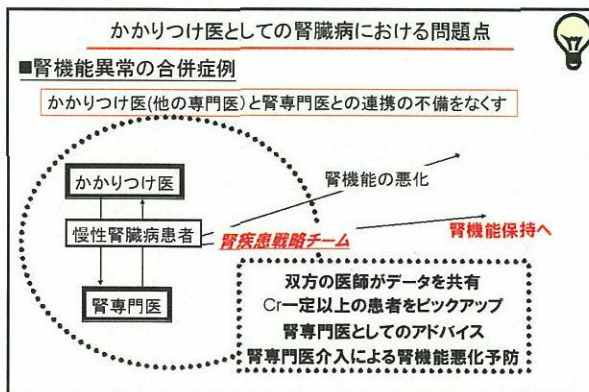 かかりつけ医としての腎臓病における問題点
■腎機能異常の合併症例
かかりつけ医(他の専門医)と腎専門医との連携の不備をなくす
かかりつけ医
腎機能の悪化
慢性腎臓病患者
腎疾患戦略チーム
腎機能保持へ
腎専門医
双方の医師がデータを共有
Cr一定以上の患者をピックアップ
腎専門医としてのアドバイス
腎専門医介入による腎機能悪化予防